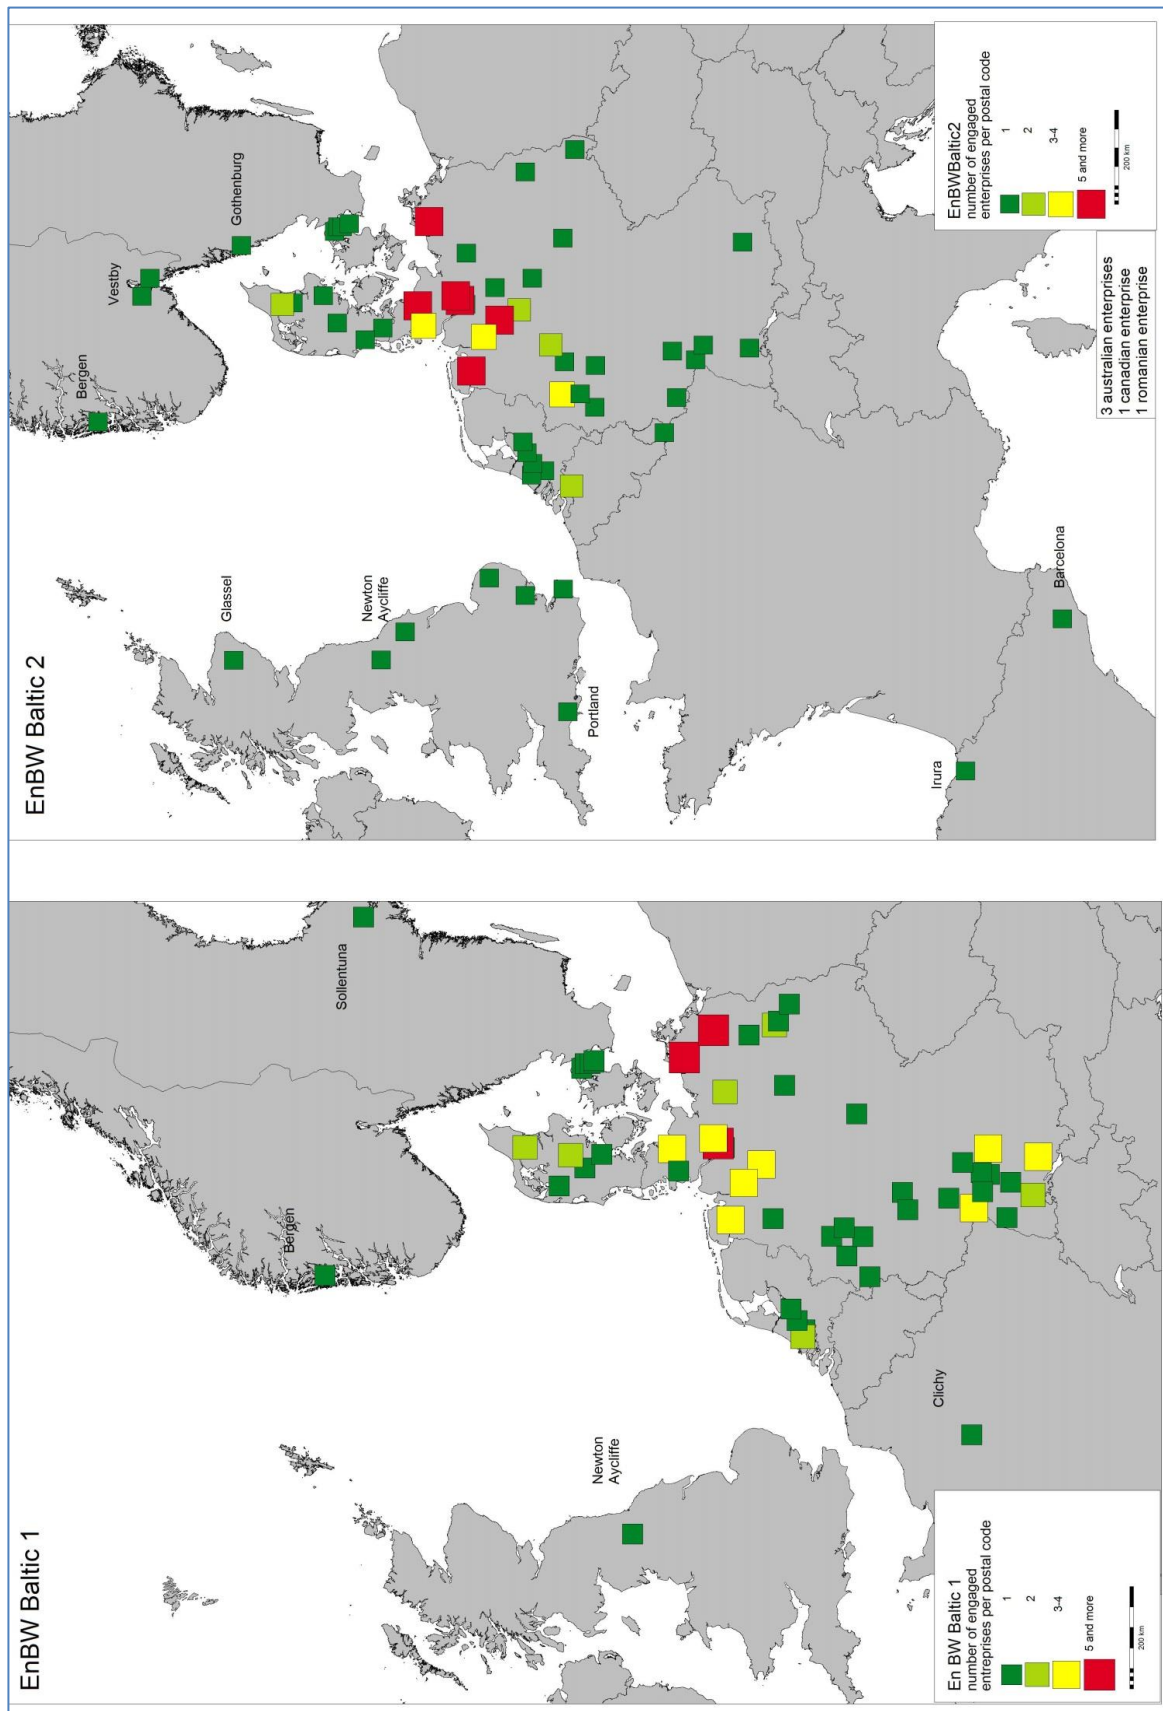 EnBW Baltic 1
Bergen
Sollentuna
Newton
Aycliffe
Clichy
En BW Baltic 1
number of engaged
entreprises per postal code
1
2
3-4
5 and more
200 km
EnBW Baltic 2
Bergen
Vestby
Gothenburg
Glassel
Newton
Aycliffe
Portland
Irura
Barcelona
3 australian enterprises
1 canadian enterprise
1 romanian enterprise
EnBWBaltic2
number of engaged
enterprises per postal code
1
2
3-4
5 and more
200 km